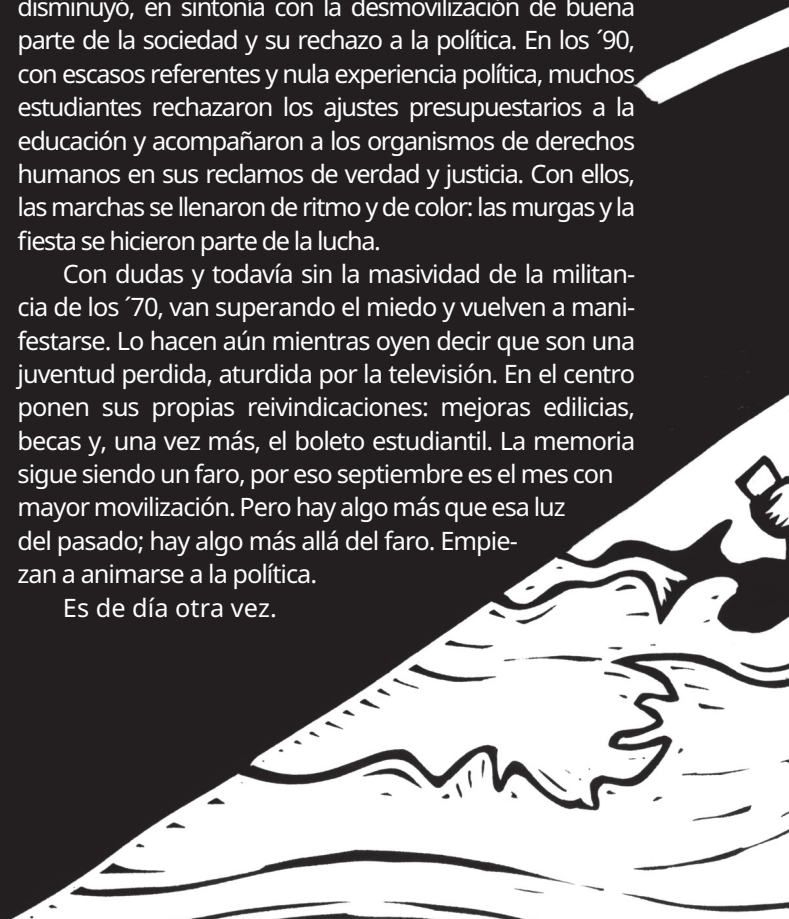 disminuyó, en sintonía con la desmovilización de buena
parte de la sociedad y su rechazo a la política. En los ´90,
con escasos referentes y nula experiencia política, muchos
estudiantes rechazaron los ajustes presupuestarios a la
educación y acompañaron a los organismos de derechos
humanos en sus reclamos de verdad y justicia. Con ellos,
las marchas se llenaron de ritmo y de color: las murgas y la
fiesta se hicieron parte de la lucha.
Con dudas y todavía sin la masividad de la militan-
cia de los ´70, van superando el miedo y vuelven a mani-
festarse. Lo hacen aún mientras oyen decir que son una
juventud perdida, aturdida por la televisión. En el centro
ponen sus propias reivindicaciones: mejoras edilicias,
becas y, una vez más, el boleto estudiantil. La memoria
sigue siendo un faro, por eso septiembre es el mes con
mayor movilización. Pero hay algo más que esa luz
del pasado; hay algo más allá del faro. Empie-
zan a animarse a la política.
Es de día otra vez.